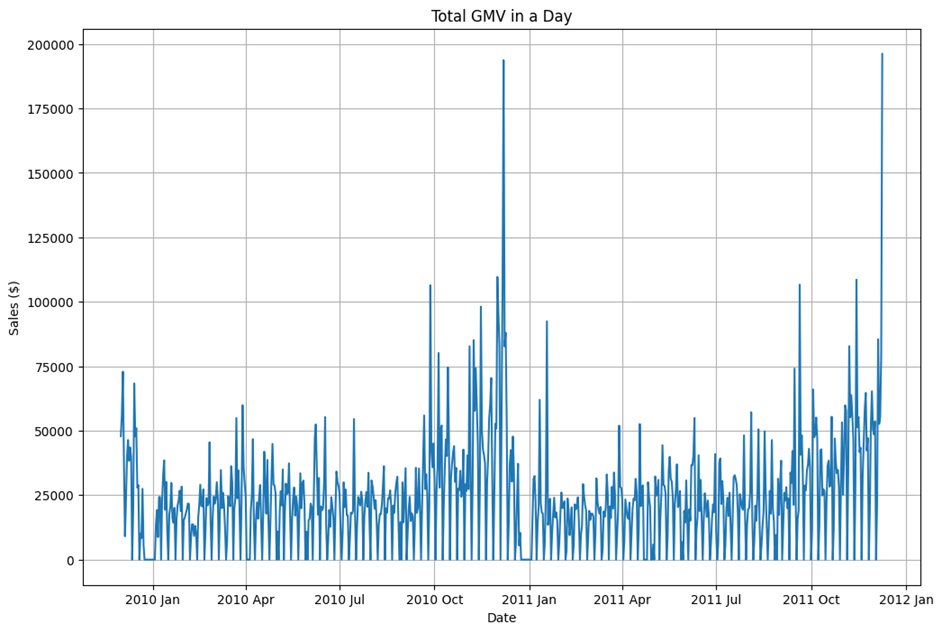 Total GMV in a Day
Sales ($)
200000
175000
150000
125000
100000
75000
50000
25000
0
2010 Jan
2010 Apr
2010 Jul
2010 Oct
2011 Jan
2011 Apr
2011 Jul
2011 Oct
2012 Jan
Date